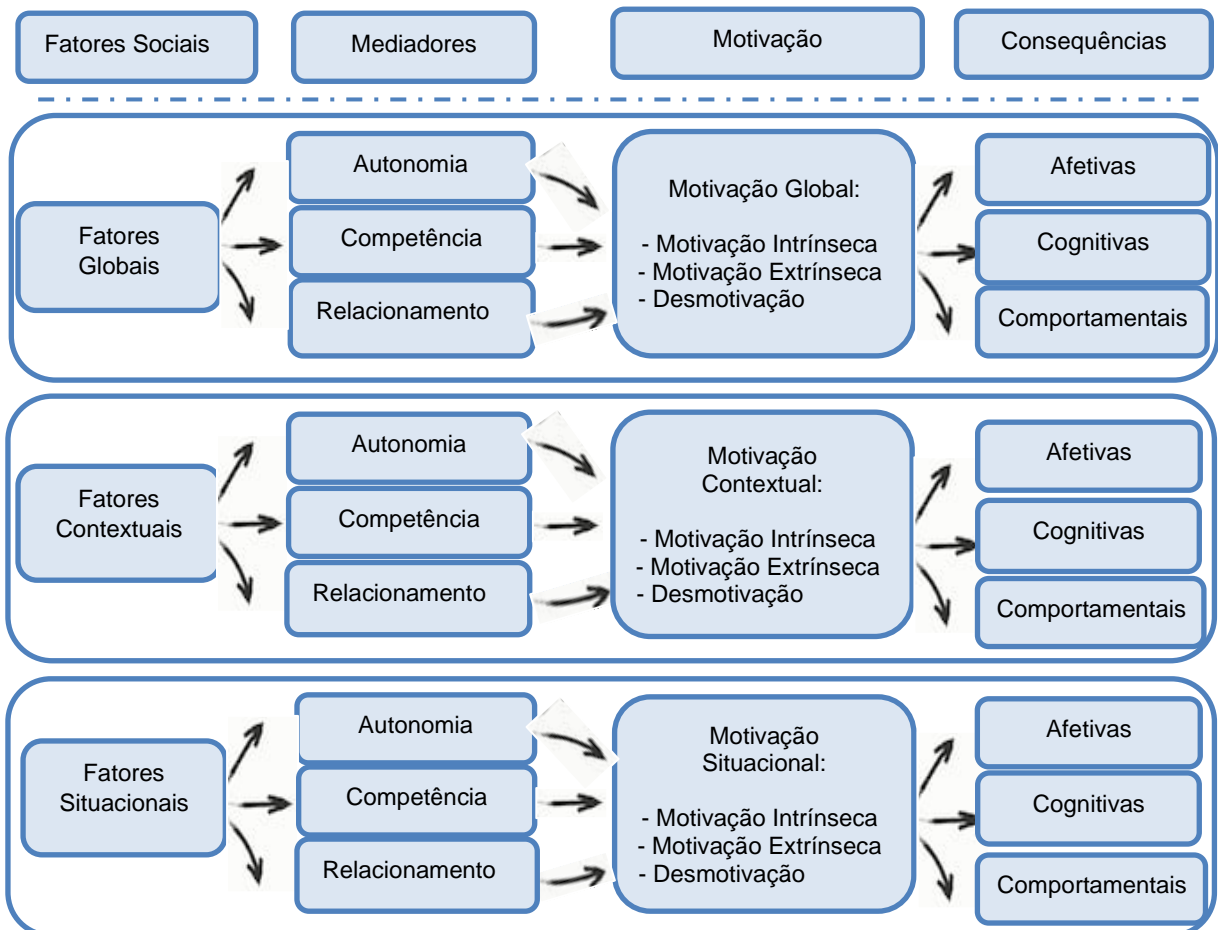 Fatores Sociais
Mediadores
Motivação
Consequências
Fatores
Globais
Autonomia
Competência
Relacionamento
Motivação Global:
- Motivação Intrínseca
- Motivação Extrínseca
- Desmotivação
Afetivas
Cognitivas
Comportamentais
Fatores
Contextuais
Autonomia
Competência
Relacionamento
Motivação
Contextual:
- Motivação Intrínseca
- Motivação Extrínseca
- Desmotivação
Afetivas
Cognitivas
Comportamentais
Fatores
Situacionais
Autonomia
Competência
Relacionamento
Motivação
Situacional:
- Motivação Intrínseca
- Motivação Extrínseca
- Desmotivação
Afetivas
Cognitivas
Comportamentais